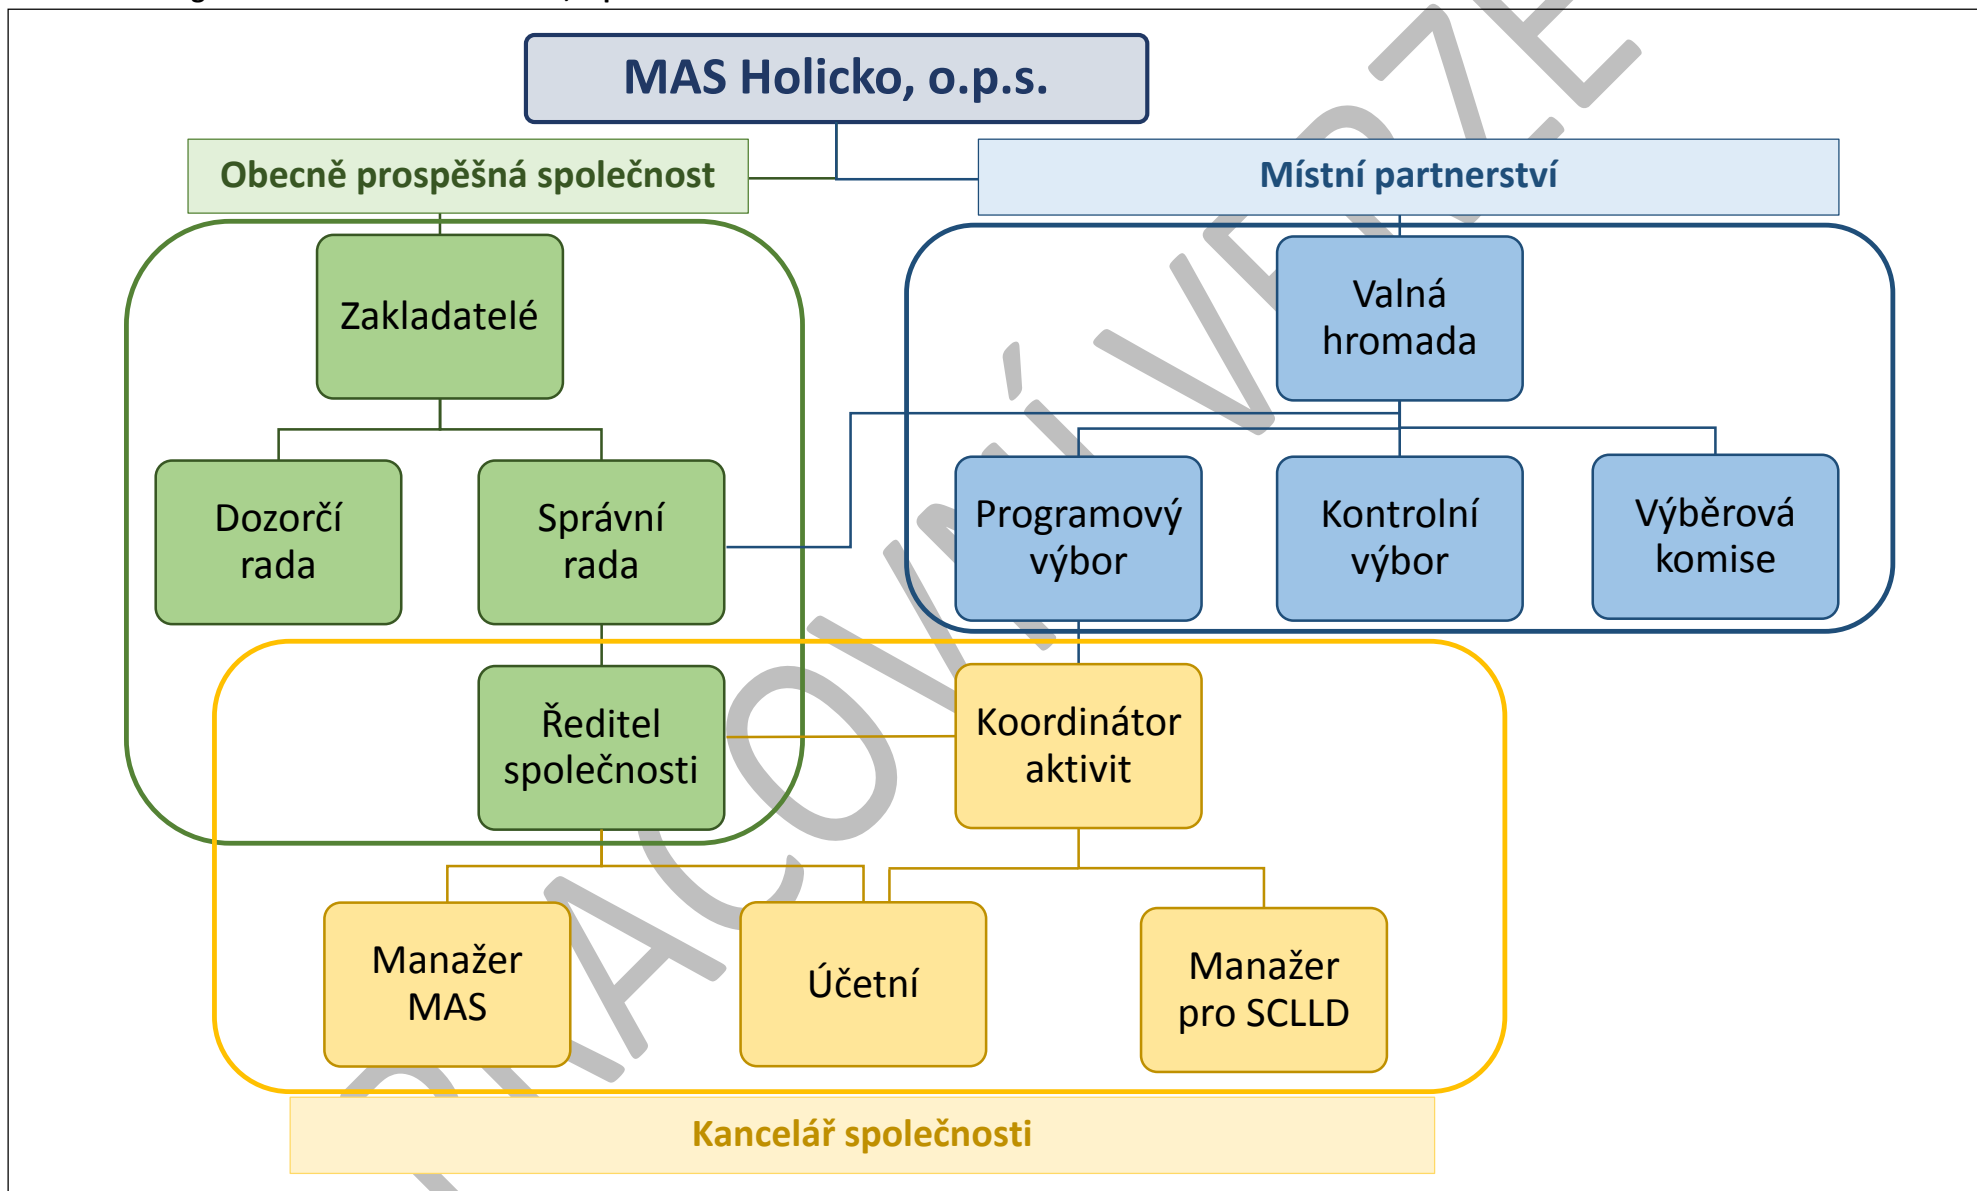 MAS Holicko, o.p.s.
Obecně prospěšná společnost
Místní partnerství
Zakladatelé
Valná
hromada
Dozorčí
rada
Správní
rada
Programový
výbor
Kontrolní
výbor
Výběrová
komise
Ředitel
společnosti
Koordinátor
aktivit
Manažer
MAS
Účetní
Manažer
pro SCLLD
Kancelář společnosti
PRACOVNÍ VERZE